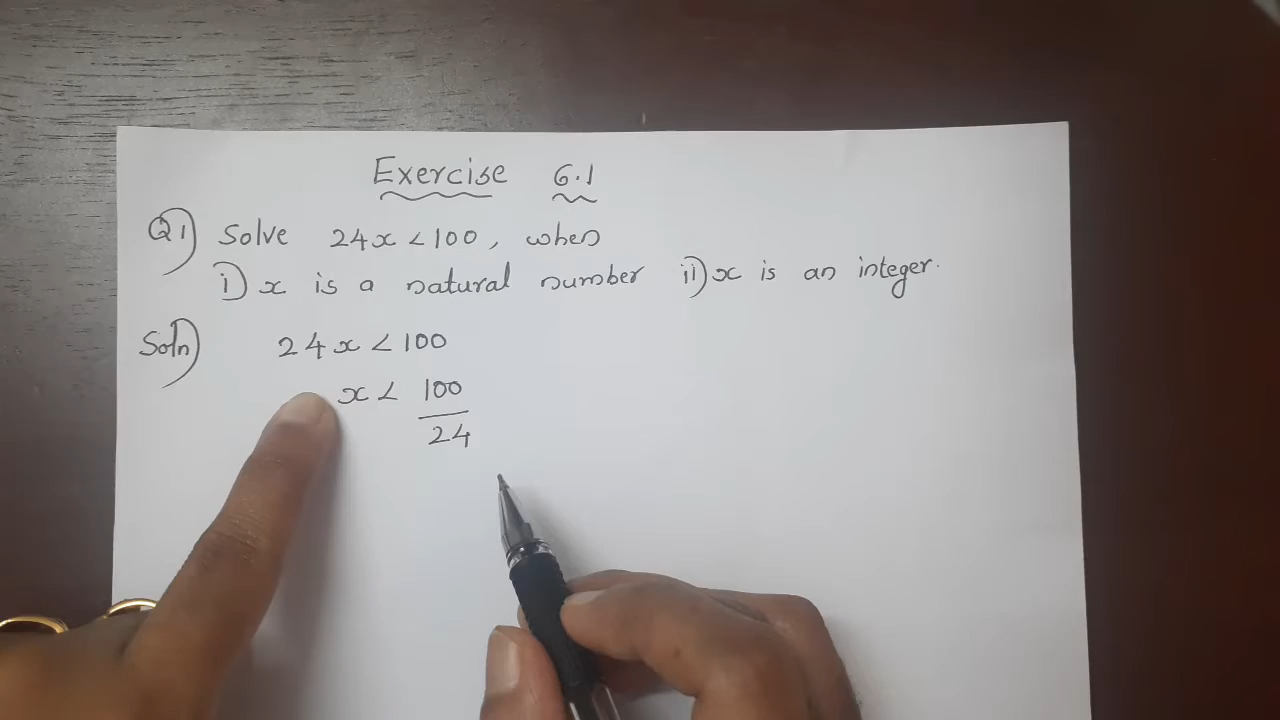 Exercise 6.1
Q1) Solve 24x < 100, when
i) x is a natural number ii) x is an integer.
Soln) 24x < 100
x < 100/24